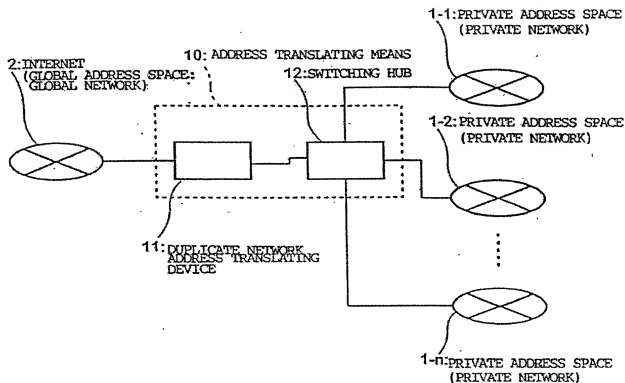 1-1:PRIVATE ADDRESS SPACE
(PRIVATE NETWORK)
10: ADDRESS TRANSLATING MEANS
2:INTERNET
(GLOBAL ADDRESS SPACE:
GLOBAL NETWORK)
12:SWITCHING HUB
1-2:PRIVATE ADDRESS SPACE
(PRIVATE NETWORK)
11:DUPLICATE NETWORK
ADDRESS TRANSLATING
DEVICE
1-n:PRIVATE ADDRESS SPACE
(PRIVATE NETWORK)